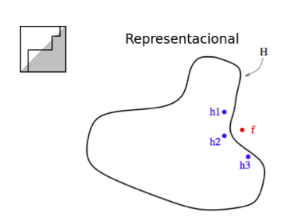 Representacional
H
h1
f
h2
h3